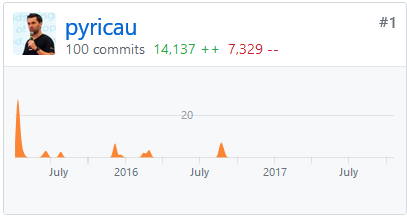 pyricau
#1
100 commits 14,137 ++ 7,329 --
20
July 2016 July 2017 July